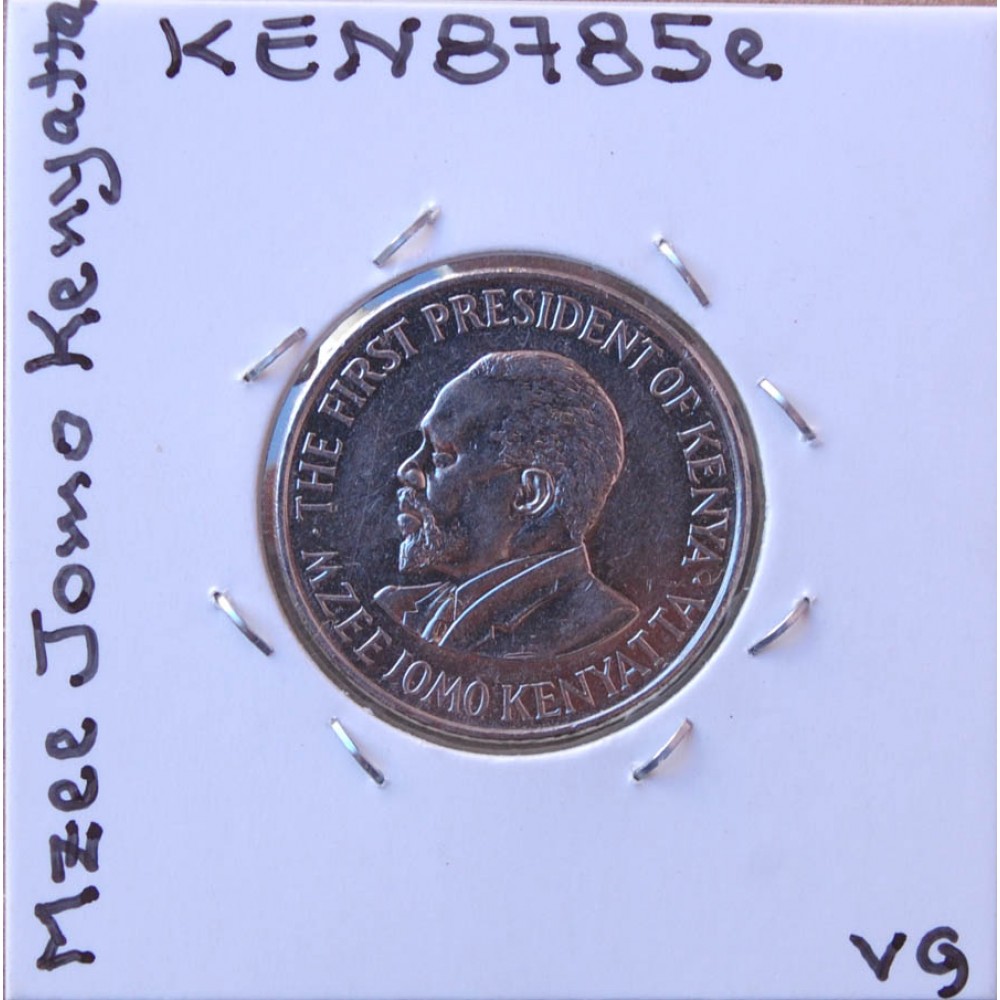 KEN8785e
Mzee Jomo Kenyatta
· THE FIRST PRESIDENT OF KENYA ·
MZEE JOMO KENYATTA
VG